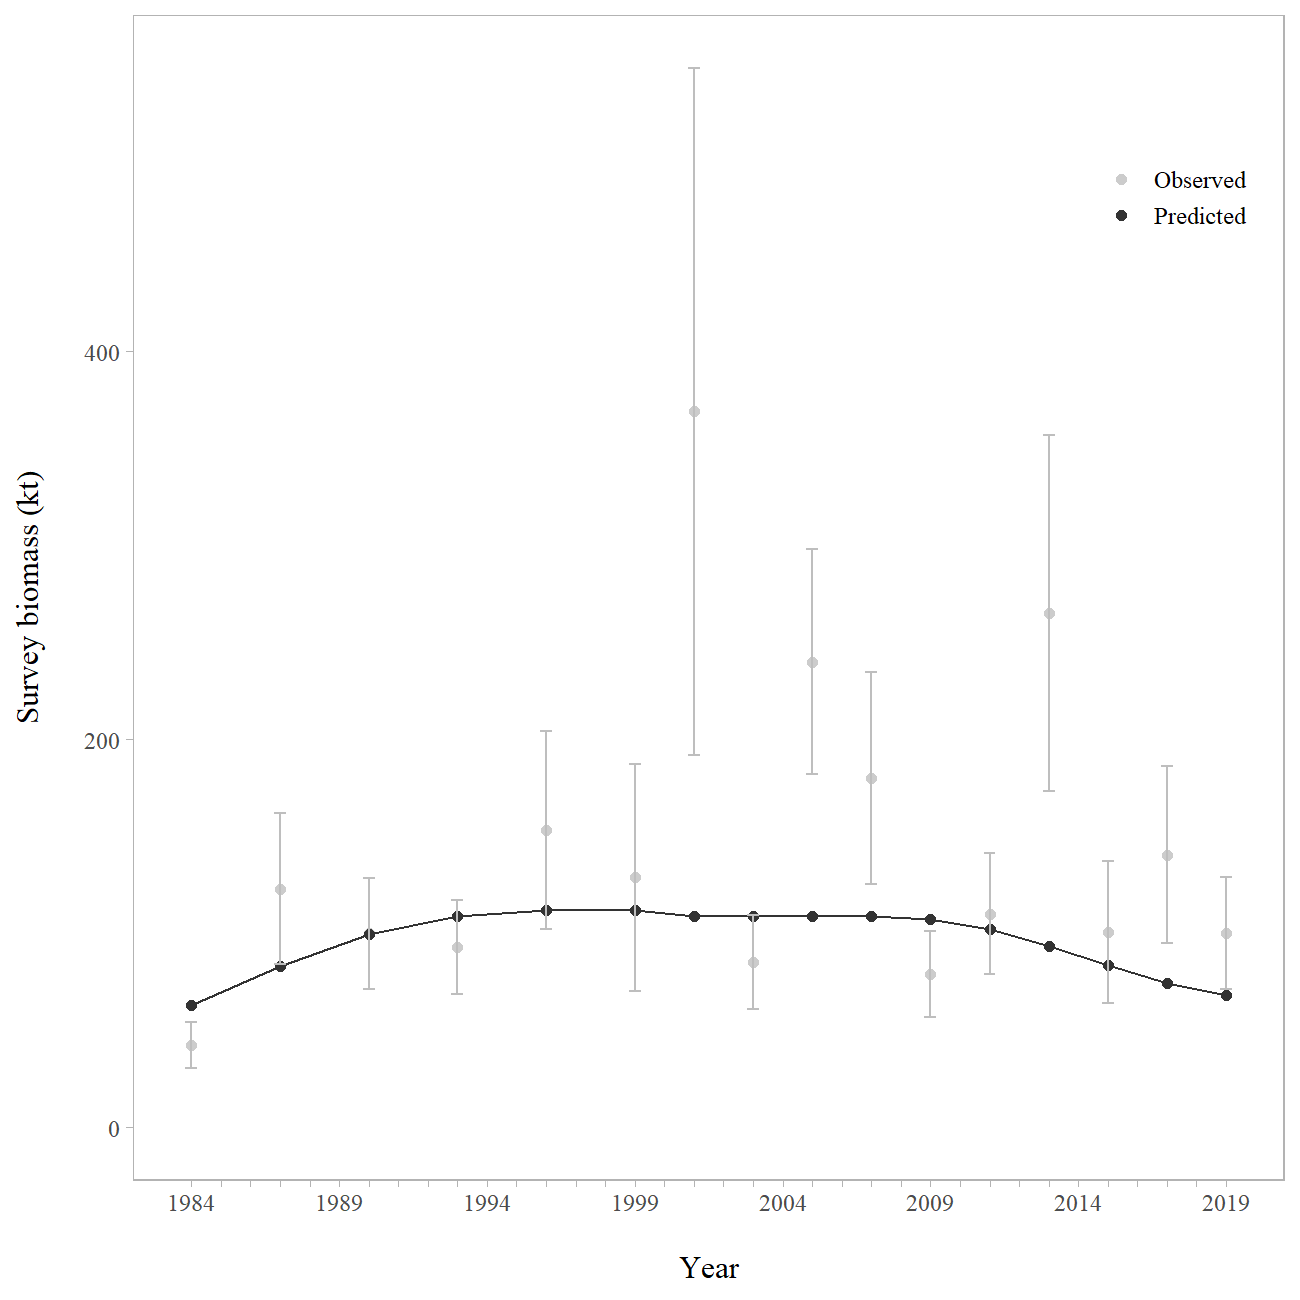 Observed
Predicted
Survey biomass (kt)
400
200
0
1984 1989 1994 1999 2004 2009 2014 2019
Year